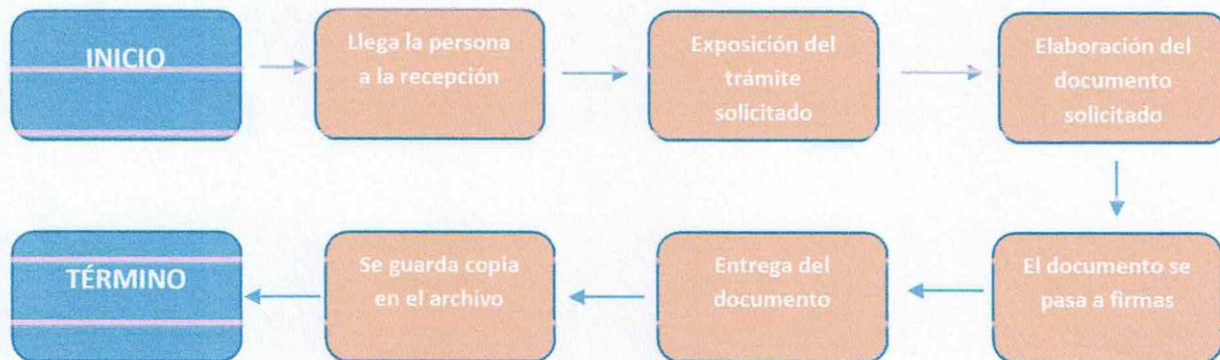 INICIO
Llega la persona
a la recepción
Exposición del
trámite
solicitado
Elaboración del
documento
solicitado
El documento se
pasa a firmas
Entrega del
documento
Se guarda copia
en el archivo
TÉRMINO